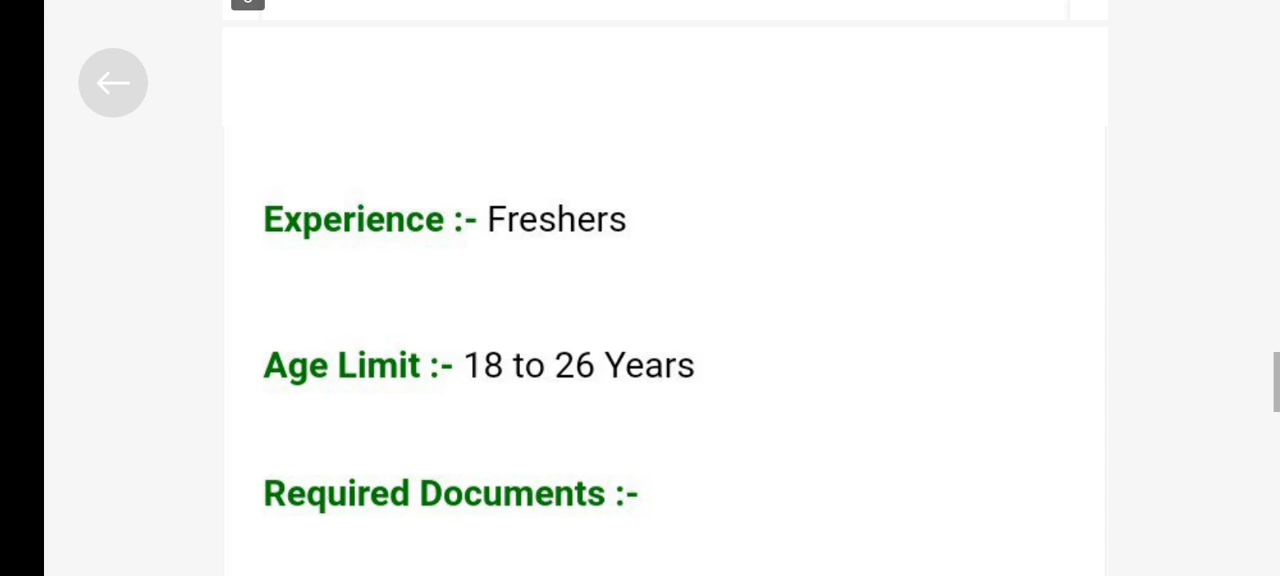 Experience :- Freshers
Age Limit :- 18 to 26 Years
Required Documents :-